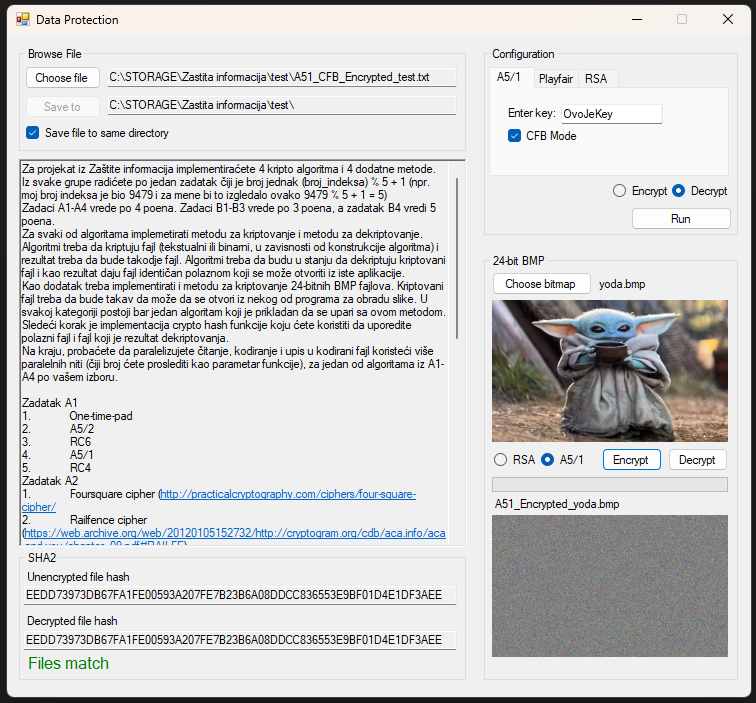 Data Protection
Browse File
Choose file
C:\STORAGE\Zastita informacija\test\A51_CFB_Encrypted_test.txt
Save to
C:\STORAGE\Zastita informacija\test\
Save file to same directory
Za projekat iz Zaštite informacija implementiraćete 4 kripto algoritma i 4 dodatne metode.
Iz svake grupe radićete po jedan zadatak čiji je broj jednak (broj_indeksa) % 5 + 1 (npr.
moj broj indeksa je bio 9479 i za mene bi to izgledalo ovako 9479 % 5 + 1 = 5)
Zadaci A1-A4 vrede po 4 poena. Zadaci B1-B3 vrede po 3 poena, a zadatak B4 vredi 5
poena.
Za svaki od algoritama implemetirati metodu za kriptovanje i metodu za dekriptovanje.
Algoritmi treba da kriptuju fajl (tekstualni ili binarni, u zavisnosti od konstrukcije algoritma) i
rezultat treba da bude takodje fajl. Algoritmi treba da budu u stanju da dekriptuju kriptovani
fajl i kao rezultat daju fajl identičan polaznom koji se može otvoriti iz iste aplikacije.
Kao dodatak treba implementirati i metodu za kriptovanje 24-bitnih BMP fajlova. Kriptovani
fajl treba da bude takav da može da se otvori iz nekog od programa za obradu slike. U
svakoj kategoriji postoji bar jedan algoritam koji je prikladan da se upari sa ovom metodom.
Sledeći korak je implementacija crypto hash funkcije koju ćete koristiti da uporedite
polazni fajl i fajl koji je rezultat dekriptovanja.
Na kraju, probaćete da paralelizujete čitanje, kodiranje i upis u kodirani fajl koristeći više
paralelnih niti (čiji broj ćete proslediti kao parametar funkcije), za jedan od algoritama iz A1-
A4 po vašem izboru.
Zadatak A1
1. One-time-pad
2. A5/2
3. RC6
4. A5/1
5. RC4
Zadatak A2
1. Foursquare cipher (http://practicalcryptography.com/ciphers/four-square-
cipher/
2. Railfence cipher
(https://web.archive.org/web/20120105152732/http://cryptogram.org/cdb/aca.info/aca
SHA2
Unencrypted file hash
EEDD73973DB67FA1FE00593A207FE7B23B6A08DDCC836553E9BF01D4E1DF3AEE
Decrypted file hash
EEDD73973DB67FA1FE00593A207FE7B23B6A08DDCC836553E9BF01D4E1DF3AEE
Files match
Configuration
A5/1 Playfair RSA
Enter key: OvoJeKey
CFB Mode
Encrypt Decrypt
Run
24-bit BMP
Choose bitmap yoda.bmp
RSA A5/1 Encrypt Decrypt
A51_Encrypted_yoda.bmp